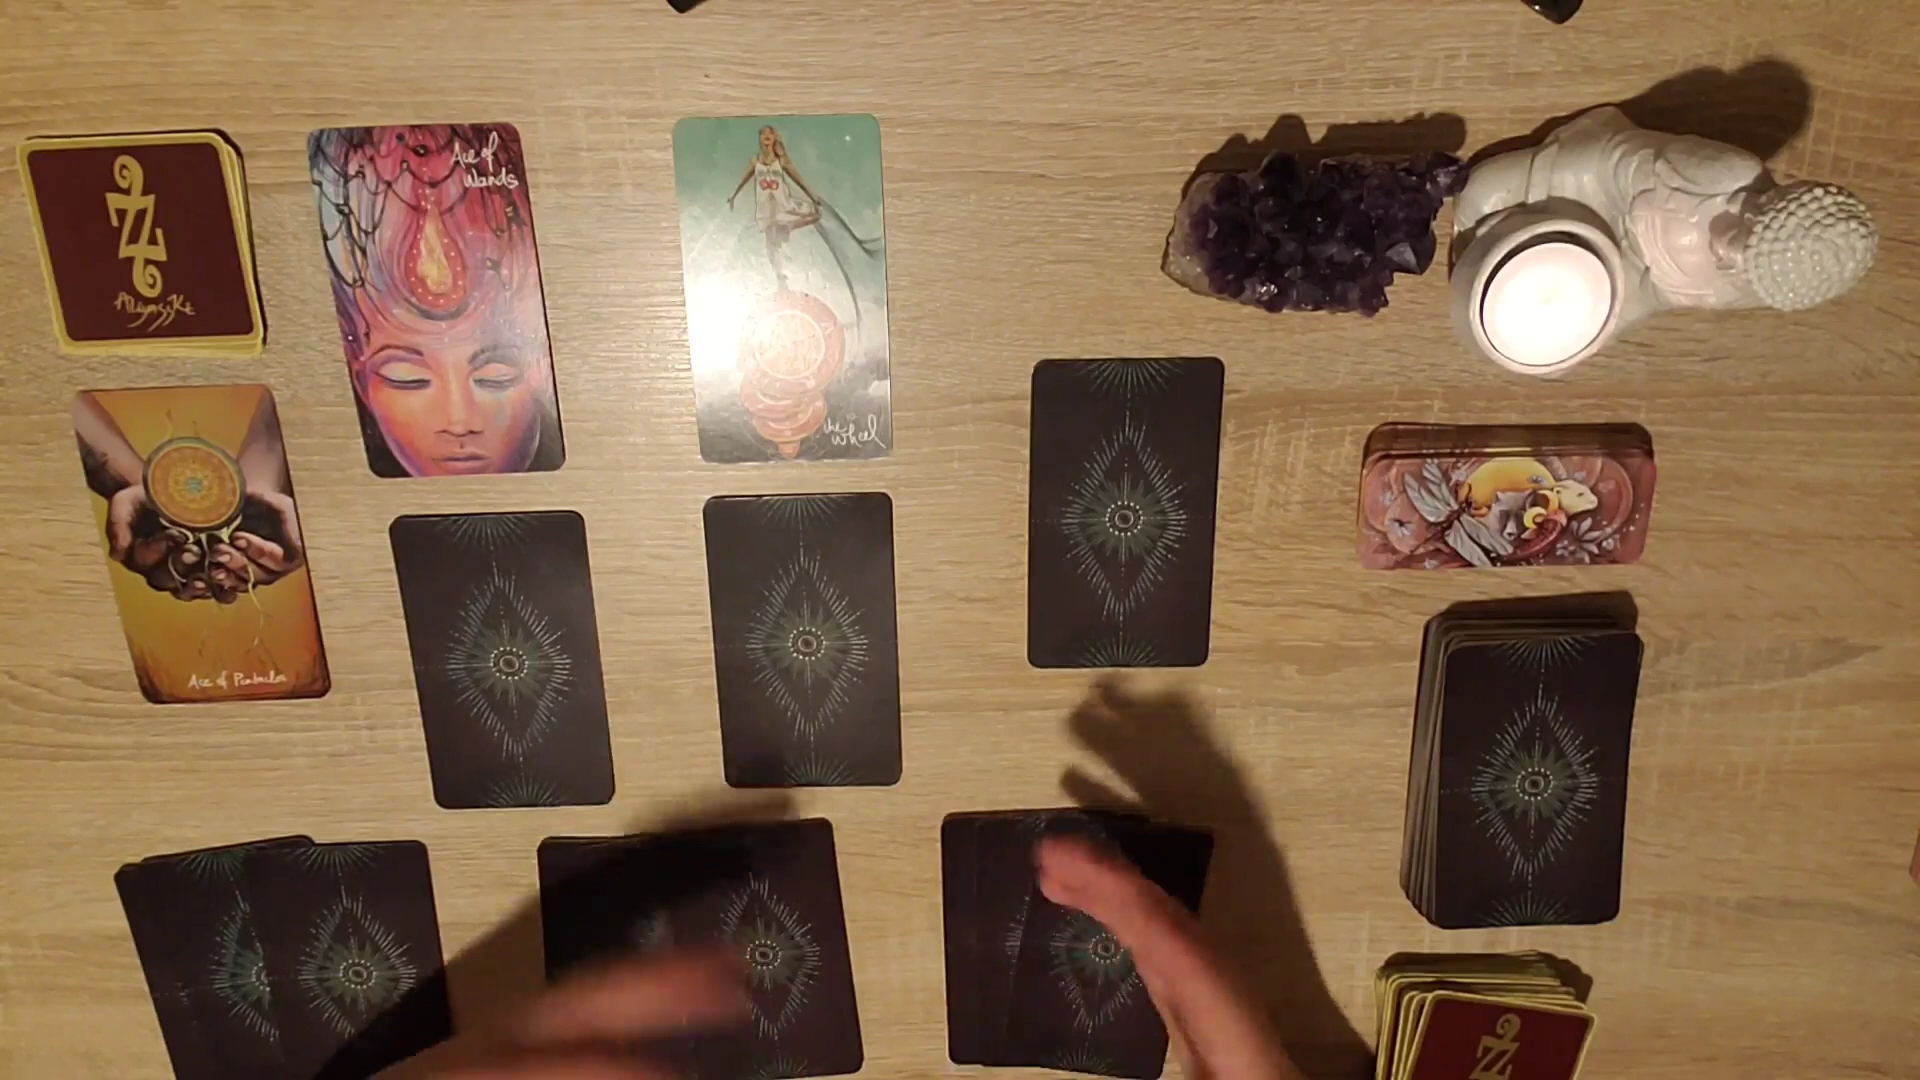 Ace of
Wands
the
Wheel
Ace of Pentacles